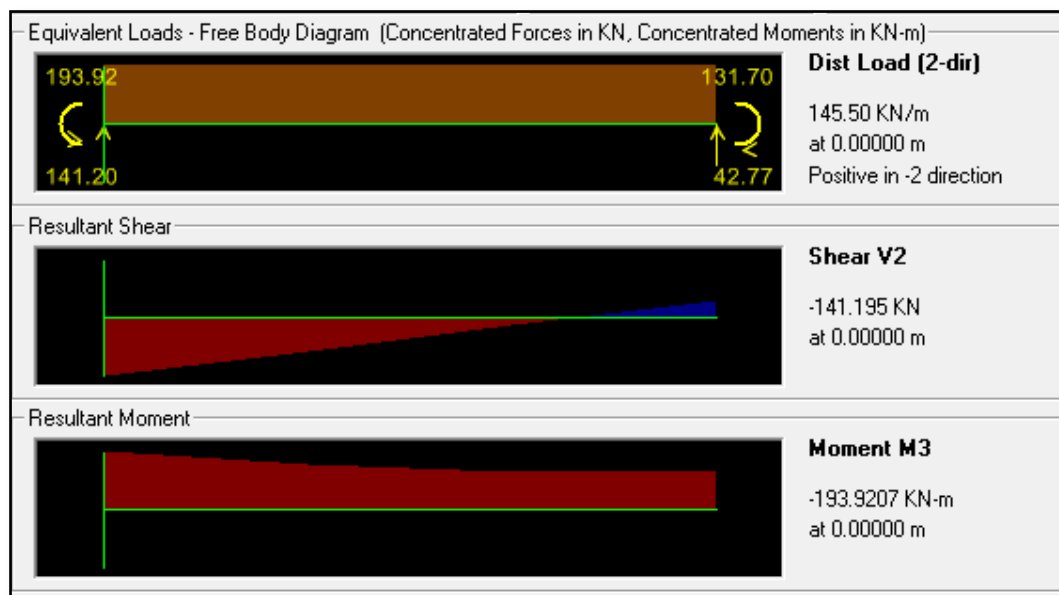 Equivalent Loads - Free Body Diagram (Concentrated Forces in KN, Concentrated Moments in KN-m)
193.92
131.70
141.20
42.77
Dist Load (2-dir)
145.50 KN/m
at 0.00000 m
Positive in -2 direction
Resultant Shear
Shear V2
-141.195 KN
at 0.00000 m
Resultant Moment
Moment M3
-193.9207 KN-m
at 0.00000 m